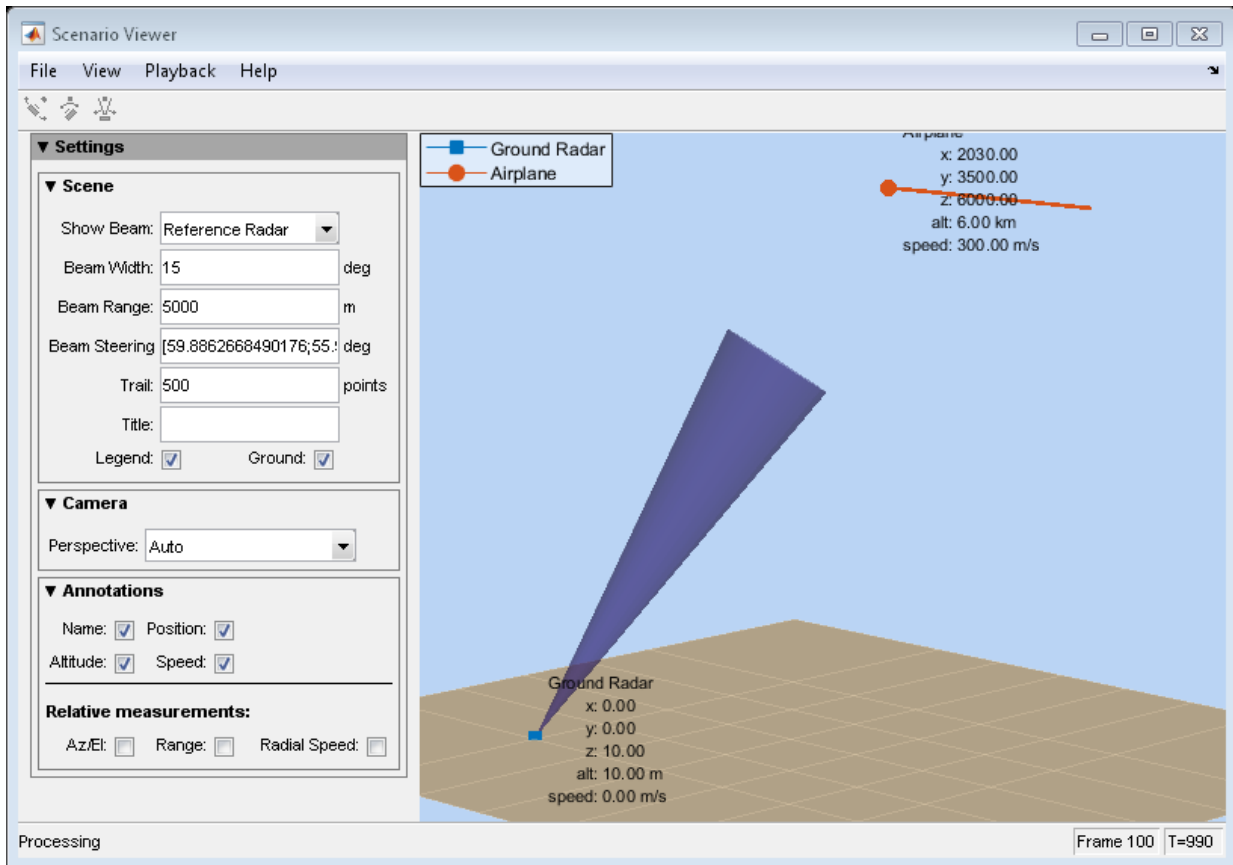 Scenario Viewer
File View Playback Help
▼ Settings
▼ Scene
Show Beam: Reference Radar
Beam Width: 15 deg
Beam Range: 5000 m
Beam Steering [59.8862668490176;55. deg
Trail: 500 points
Title:
Legend: Ground:
▼ Camera
Perspective: Auto
▼ Annotations
Name: Position:
Altitude: Speed:
Relative measurements:
Az/El: Range: Radial Speed:
Ground Radar
Airplane
Airplane
x: 2030.00
y: 3500.00
z: 6000.00
alt: 6.00 km
speed: 300.00 m/s
Ground Radar
x: 0.00
y: 0.00
z: 10.00
alt: 10.00 m
speed: 0.00 m/s
Processing
Frame 100 T=990